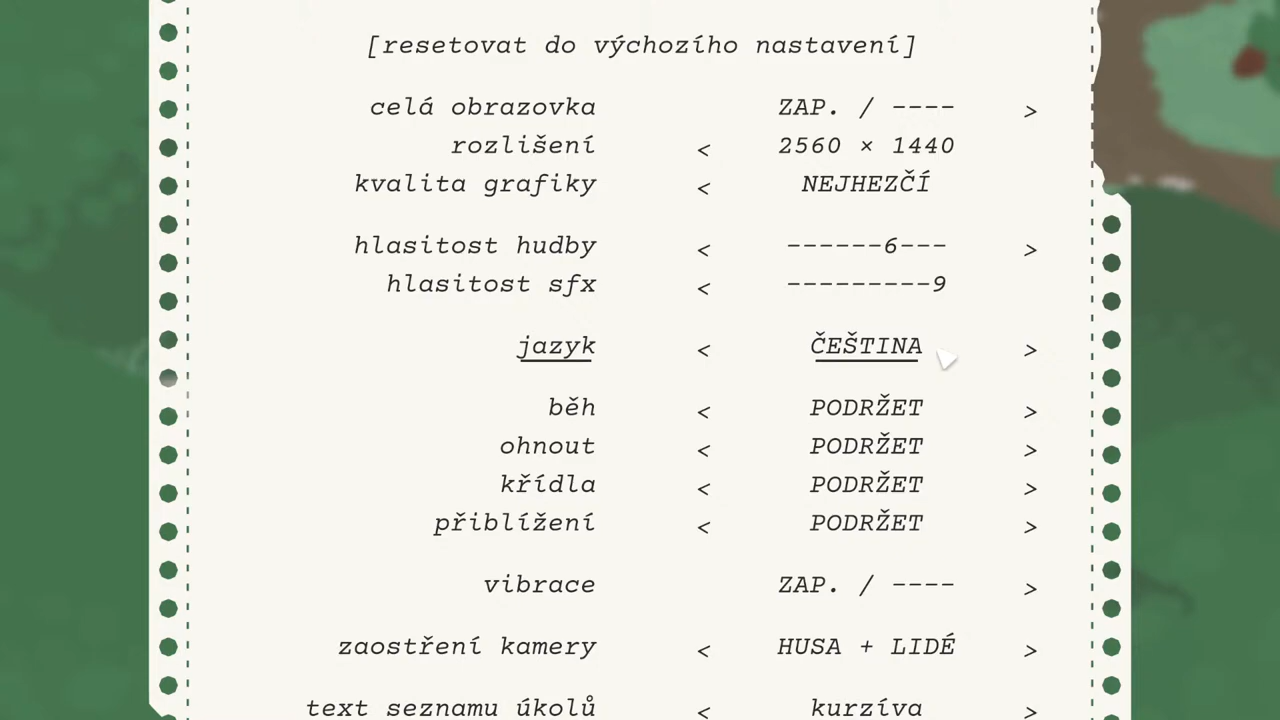 [resetovat do výchozího nastavení]
celá obrazovka ZAP. / ---- >
rozlišení < 2560 × 1440
kvalita grafiky < NEJHEZČÍ
hlasitost hudby < ------6--- >
hlasitost sfx < ---------9
jazyk < ČEŠTINA >
běh < PODRŽET >
ohnout < PODRŽET >
křídla < PODRŽET >
přiblížení < PODRŽET >
vibrace ZAP. / ---- >
zaostření kamery < HUSA + LIDÉ >
text seznamu úkolů < kurzíva >